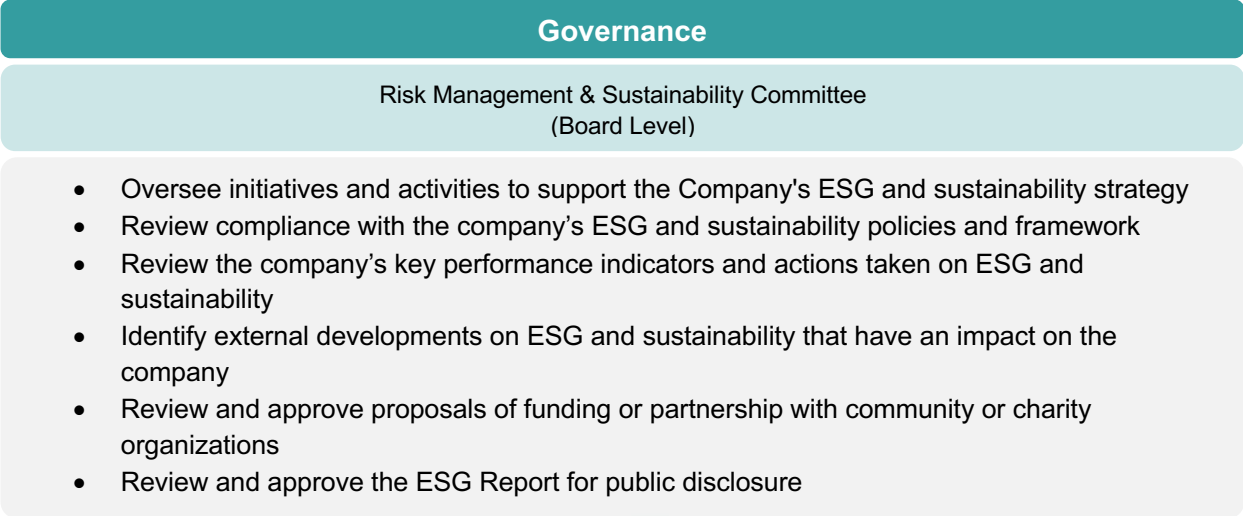 Governance
Risk Management & Sustainability Committee
(Board Level)
• Oversee initiatives and activities to support the Company's ESG and sustainability strategy
• Review compliance with the company’s ESG and sustainability policies and framework
• Review the company’s key performance indicators and actions taken on ESG and
sustainability
• Identify external developments on ESG and sustainability that have an impact on the
company
• Review and approve proposals of funding or partnership with community or charity
organizations
• Review and approve the ESG Report for public disclosure